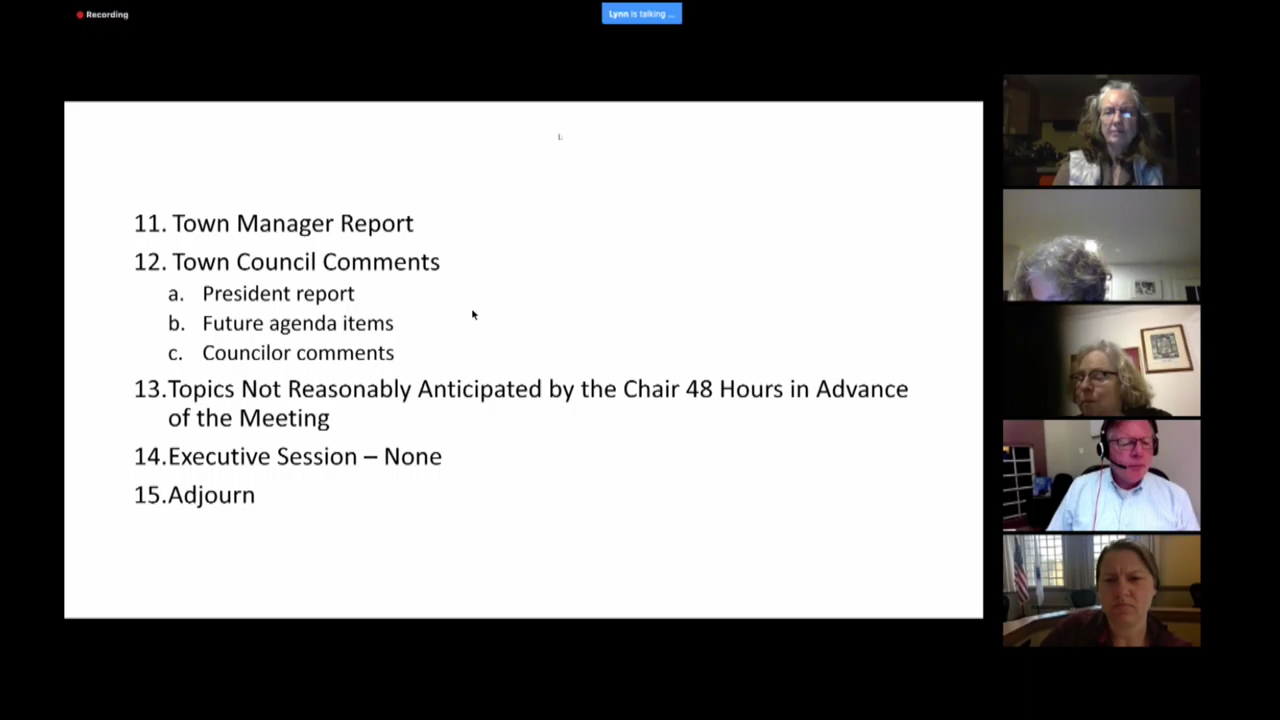 Recording
Lynn is talking ...
11. Town Manager Report
12. Town Council Comments
a. President report
b. Future agenda items
c. Councilor comments
13.Topics Not Reasonably Anticipated by the Chair 48 Hours in Advance
of the Meeting
14.Executive Session – None
15.Adjourn